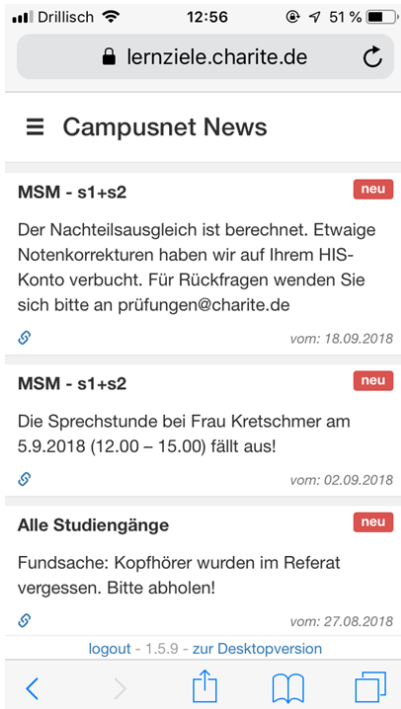 Drillisch 12:56 51 %
lernziele.charite.de
☰ Campusnet News
MSM - s1+s2 neu
Der Nachteilsausgleich ist berechnet. Etwaige
Notenkorrekturen haben wir auf Ihrem HIS-
Konto verbucht. Für Rückfragen wenden Sie
sich bitte an prüfungen@charite.de
vom: 18.09.2018
MSM - s1+s2 neu
Die Sprechstunde bei Frau Kretschmer am
5.9.2018 (12.00 – 15.00) fällt aus!
vom: 02.09.2018
Alle Studiengänge neu
Fundsache: Kopfhörer wurden im Referat
vergessen. Bitte abholen!
vom: 27.08.2018
logout - 1.5.9 - zur Desktopversion